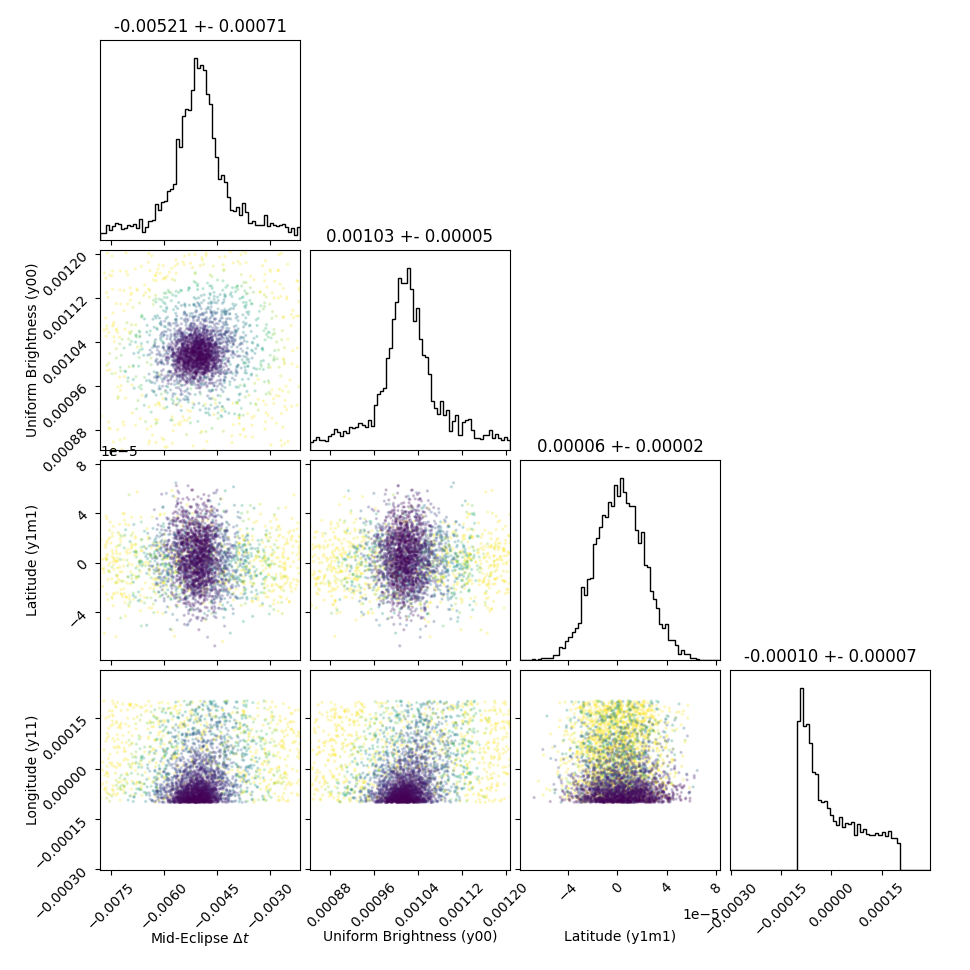 -0.00521 +- 0.00071
0.00103 +- 0.00005
Uniform Brightness (y00)
0.00120
0.00112
0.00104
0.00096
0.00088
0.00006 +- 0.00002
1e−5
Latitude (y1m1)
8
4
0
−4
-0.00010 +- 0.00007
Longitude (y11)
0.00015
0.00000
−0.00015
−0.00030
−0.0075
−0.0060
−0.0045
−0.0030
Mid-Eclipse Δt
0.00088
0.00096
0.00104
0.00112
0.00120
Uniform Brightness (y00)
−4
0
4
8
1e−5
Latitude (y1m1)
−0.00030
−0.00015
0.00000
0.00015